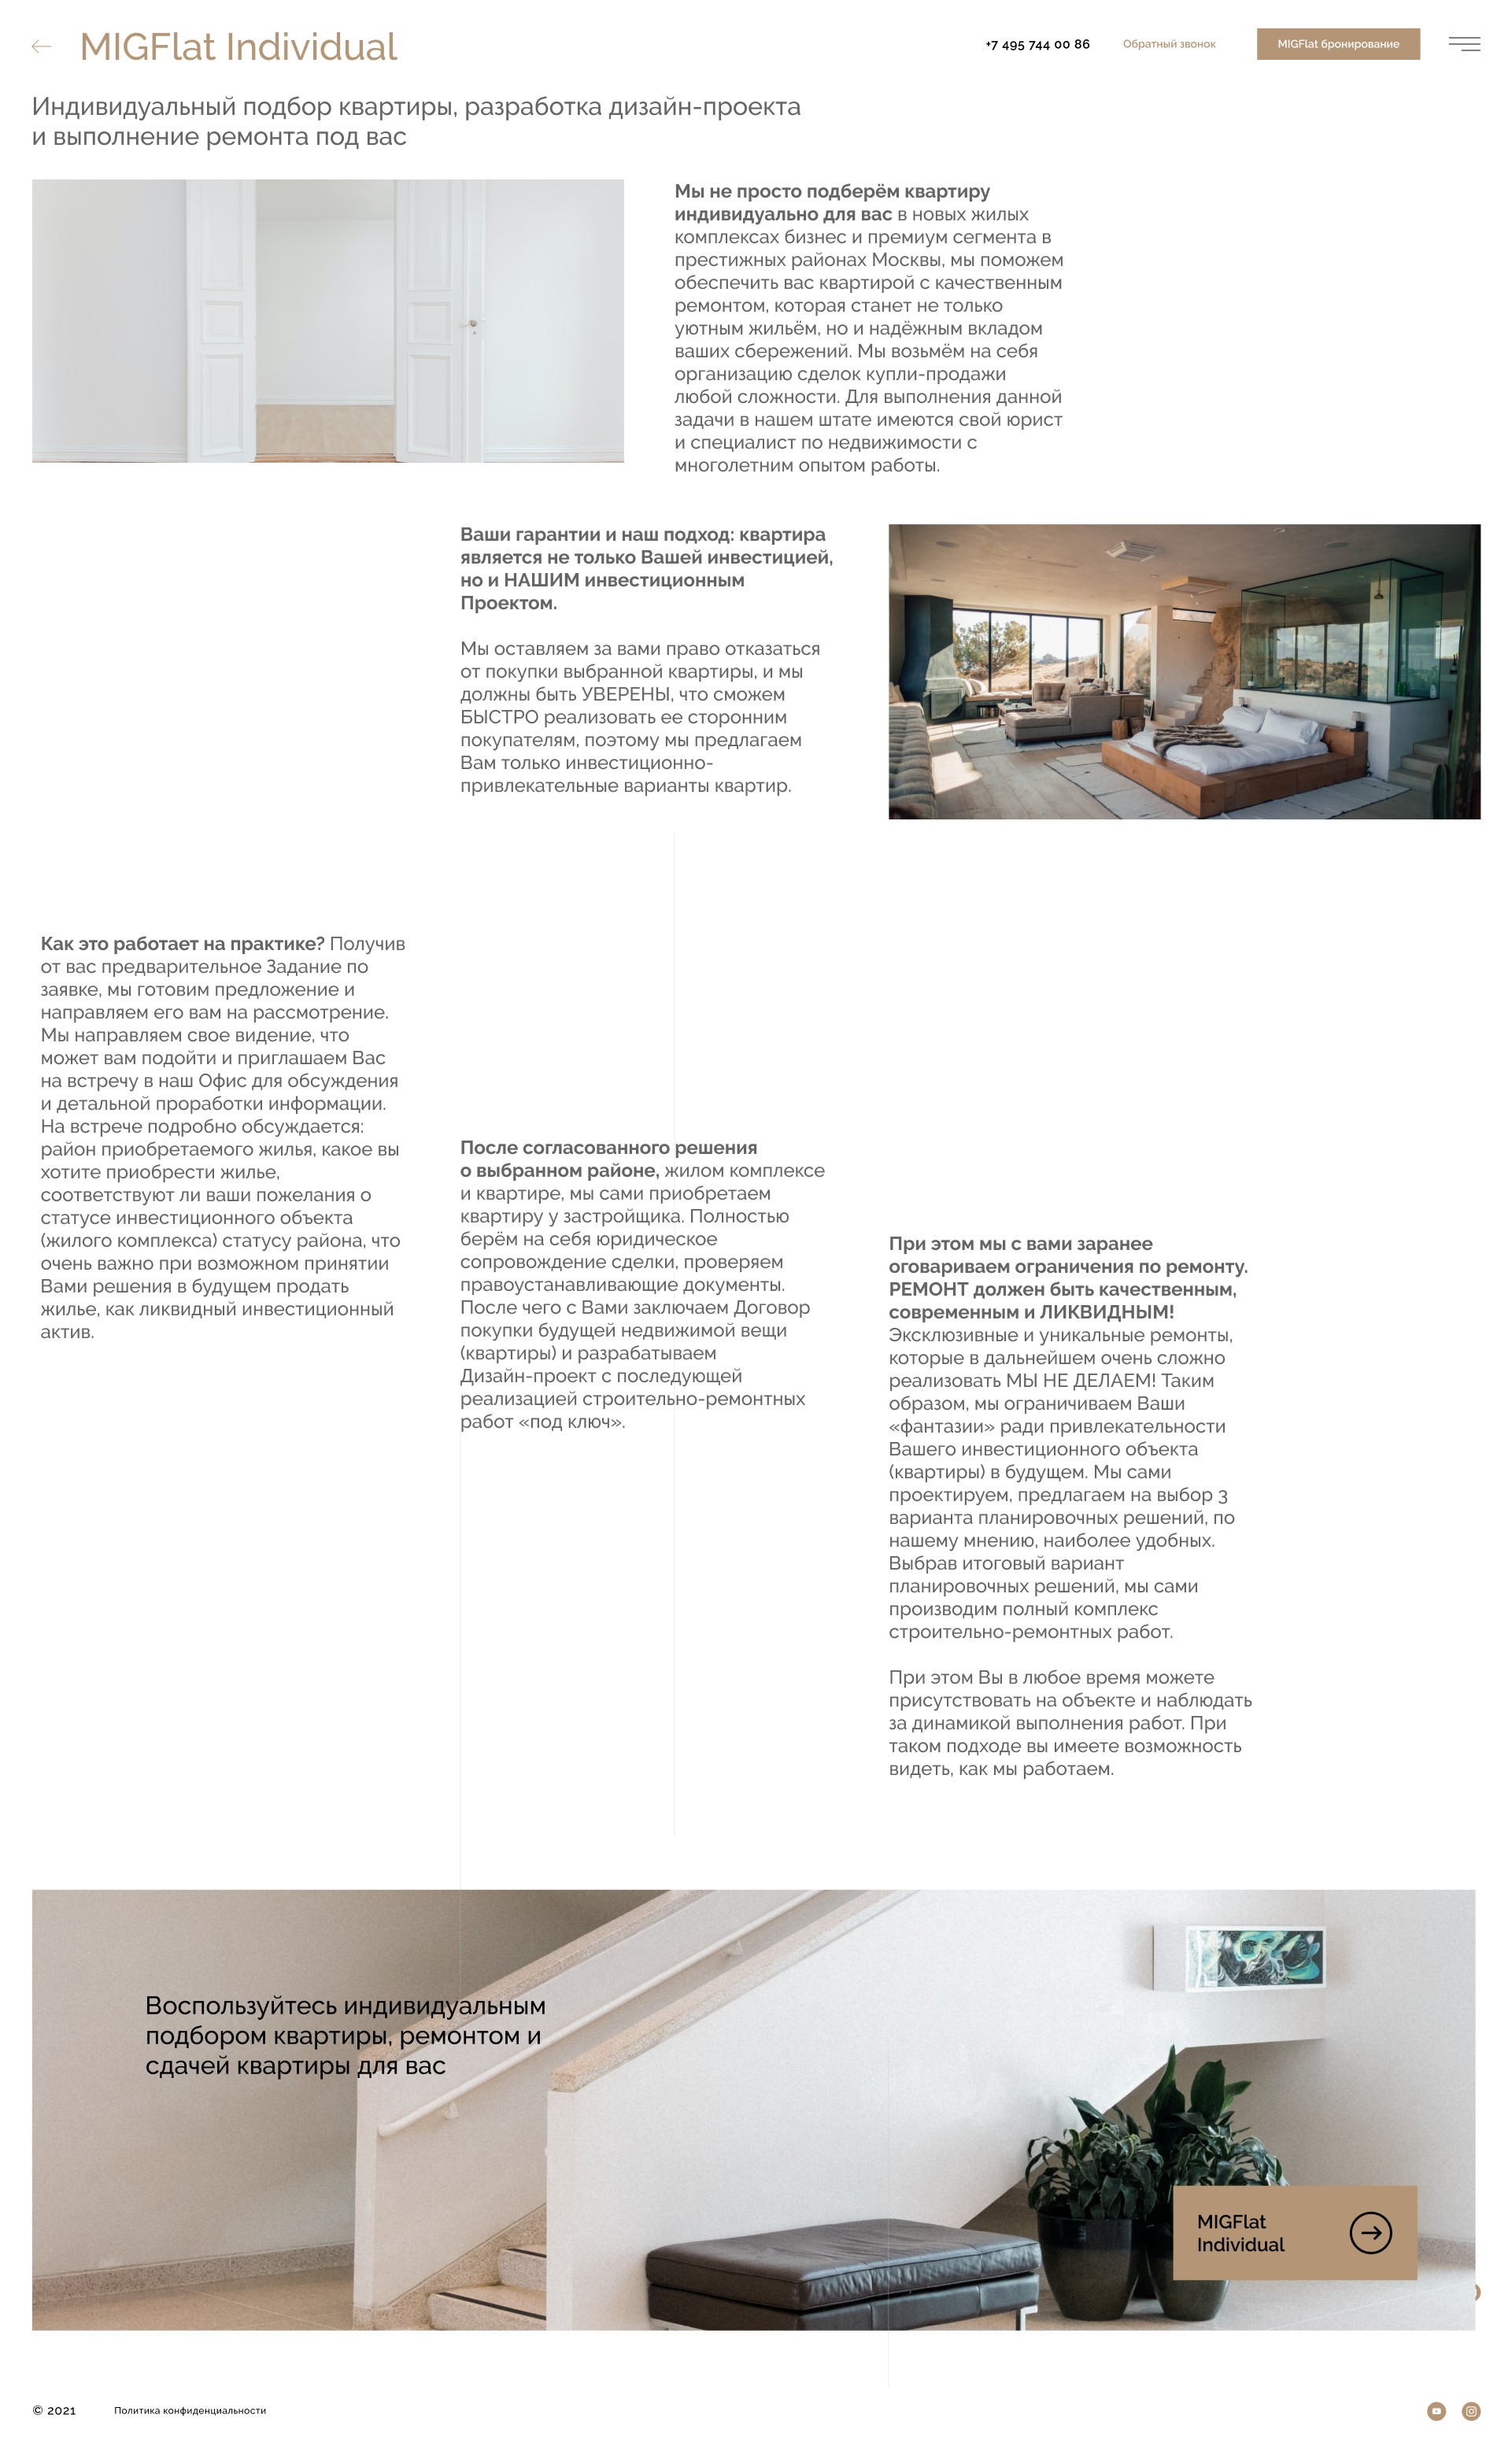 MIGFlat Individual
+7 495 744 00 86
Обратный звонок
MIGFlat бронирование
Индивидуальный подбор квартиры, разработка дизайн-проекта
и выполнение ремонта под вас
Мы не просто подберём квартиру
индивидуально для вас в новых жилых
комплексах бизнес и премиум сегмента в
престижных районах Москвы, мы поможем
обеспечить вас квартирой с качественным
ремонтом, которая станет не только
уютным жильём, но и надёжным вкладом
ваших сбережений. Мы возьмём на себя
организацию сделок купли-продажи
любой сложности. Для выполнения данной
задачи в нашем штате имеются свой юрист
и специалист по недвижимости с
многолетним опытом работы.
Ваши гарантии и наш подход: квартира
является не только Вашей инвестицией,
но и НАШИМ инвестиционным
Проектом.
Мы оставляем за вами право отказаться
от покупки выбранной квартиры, и мы
должны быть УВЕРЕНЫ, что сможем
БЫСТРО реализовать ее сторонним
покупателям, поэтому мы предлагаем
Вам только инвестиционно-
привлекательные варианты квартир.
Как это работает на практике? Получив
от вас предварительное Задание по
заявке, мы готовим предложение и
направляем его вам на рассмотрение.
Мы направляем свое видение, что
может вам подойти и приглашаем Вас
на встречу в наш Офис для обсуждения
и детальной проработки информации.
На встрече подробно обсуждается:
район приобретаемого жилья, какое вы
хотите приобрести жилье,
соответствуют ли ваши пожелания о
статусе инвестиционного объекта
(жилого комплекса) статусу района, что
очень важно при возможном принятии
Вами решения в будущем продать
жилье, как ликвидный инвестиционный
актив.
После согласованного решения
о выбранном районе, жилом комплексе
и квартире, мы сами приобретаем
квартиру у застройщика. Полностью
берём на себя юридическое
сопровождение сделки, проверяем
правоустанавливающие документы.
После чего с Вами заключаем Договор
покупки будущей недвижимой вещи
(квартиры) и разрабатываем
Дизайн-проект с последующей
реализацией строительно-ремонтных
работ «под ключ».
При этом мы с вами заранее
оговариваем ограничения по ремонту.
РЕМОНТ должен быть качественным,
современным и ЛИКВИДНЫМ!
Эксклюзивные и уникальные ремонты,
которые в дальнейшем очень сложно
реализовать МЫ НЕ ДЕЛАЕМ! Таким
образом, мы ограничиваем Ваши
«фантазии» ради привлекательности
Вашего инвестиционного объекта
(квартиры) в будущем. Мы сами
проектируем, предлагаем на выбор 3
варианта планировочных решений, по
нашему мнению, наиболее удобных.
Выбрав итоговый вариант
планировочных решений, мы сами
производим полный комплекс
строительно-ремонтных работ.
При этом Вы в любое время можете
присутствовать на объекте и наблюдать
за динамикой выполнения работ. При
таком подходе вы имеете возможность
видеть, как мы работаем.
Воспользуйтесь индивидуальным
подбором квартиры, ремонтом и
сдачей квартиры для вас
MIGFlat
Individual
© 2021
Политика конфиденциальности